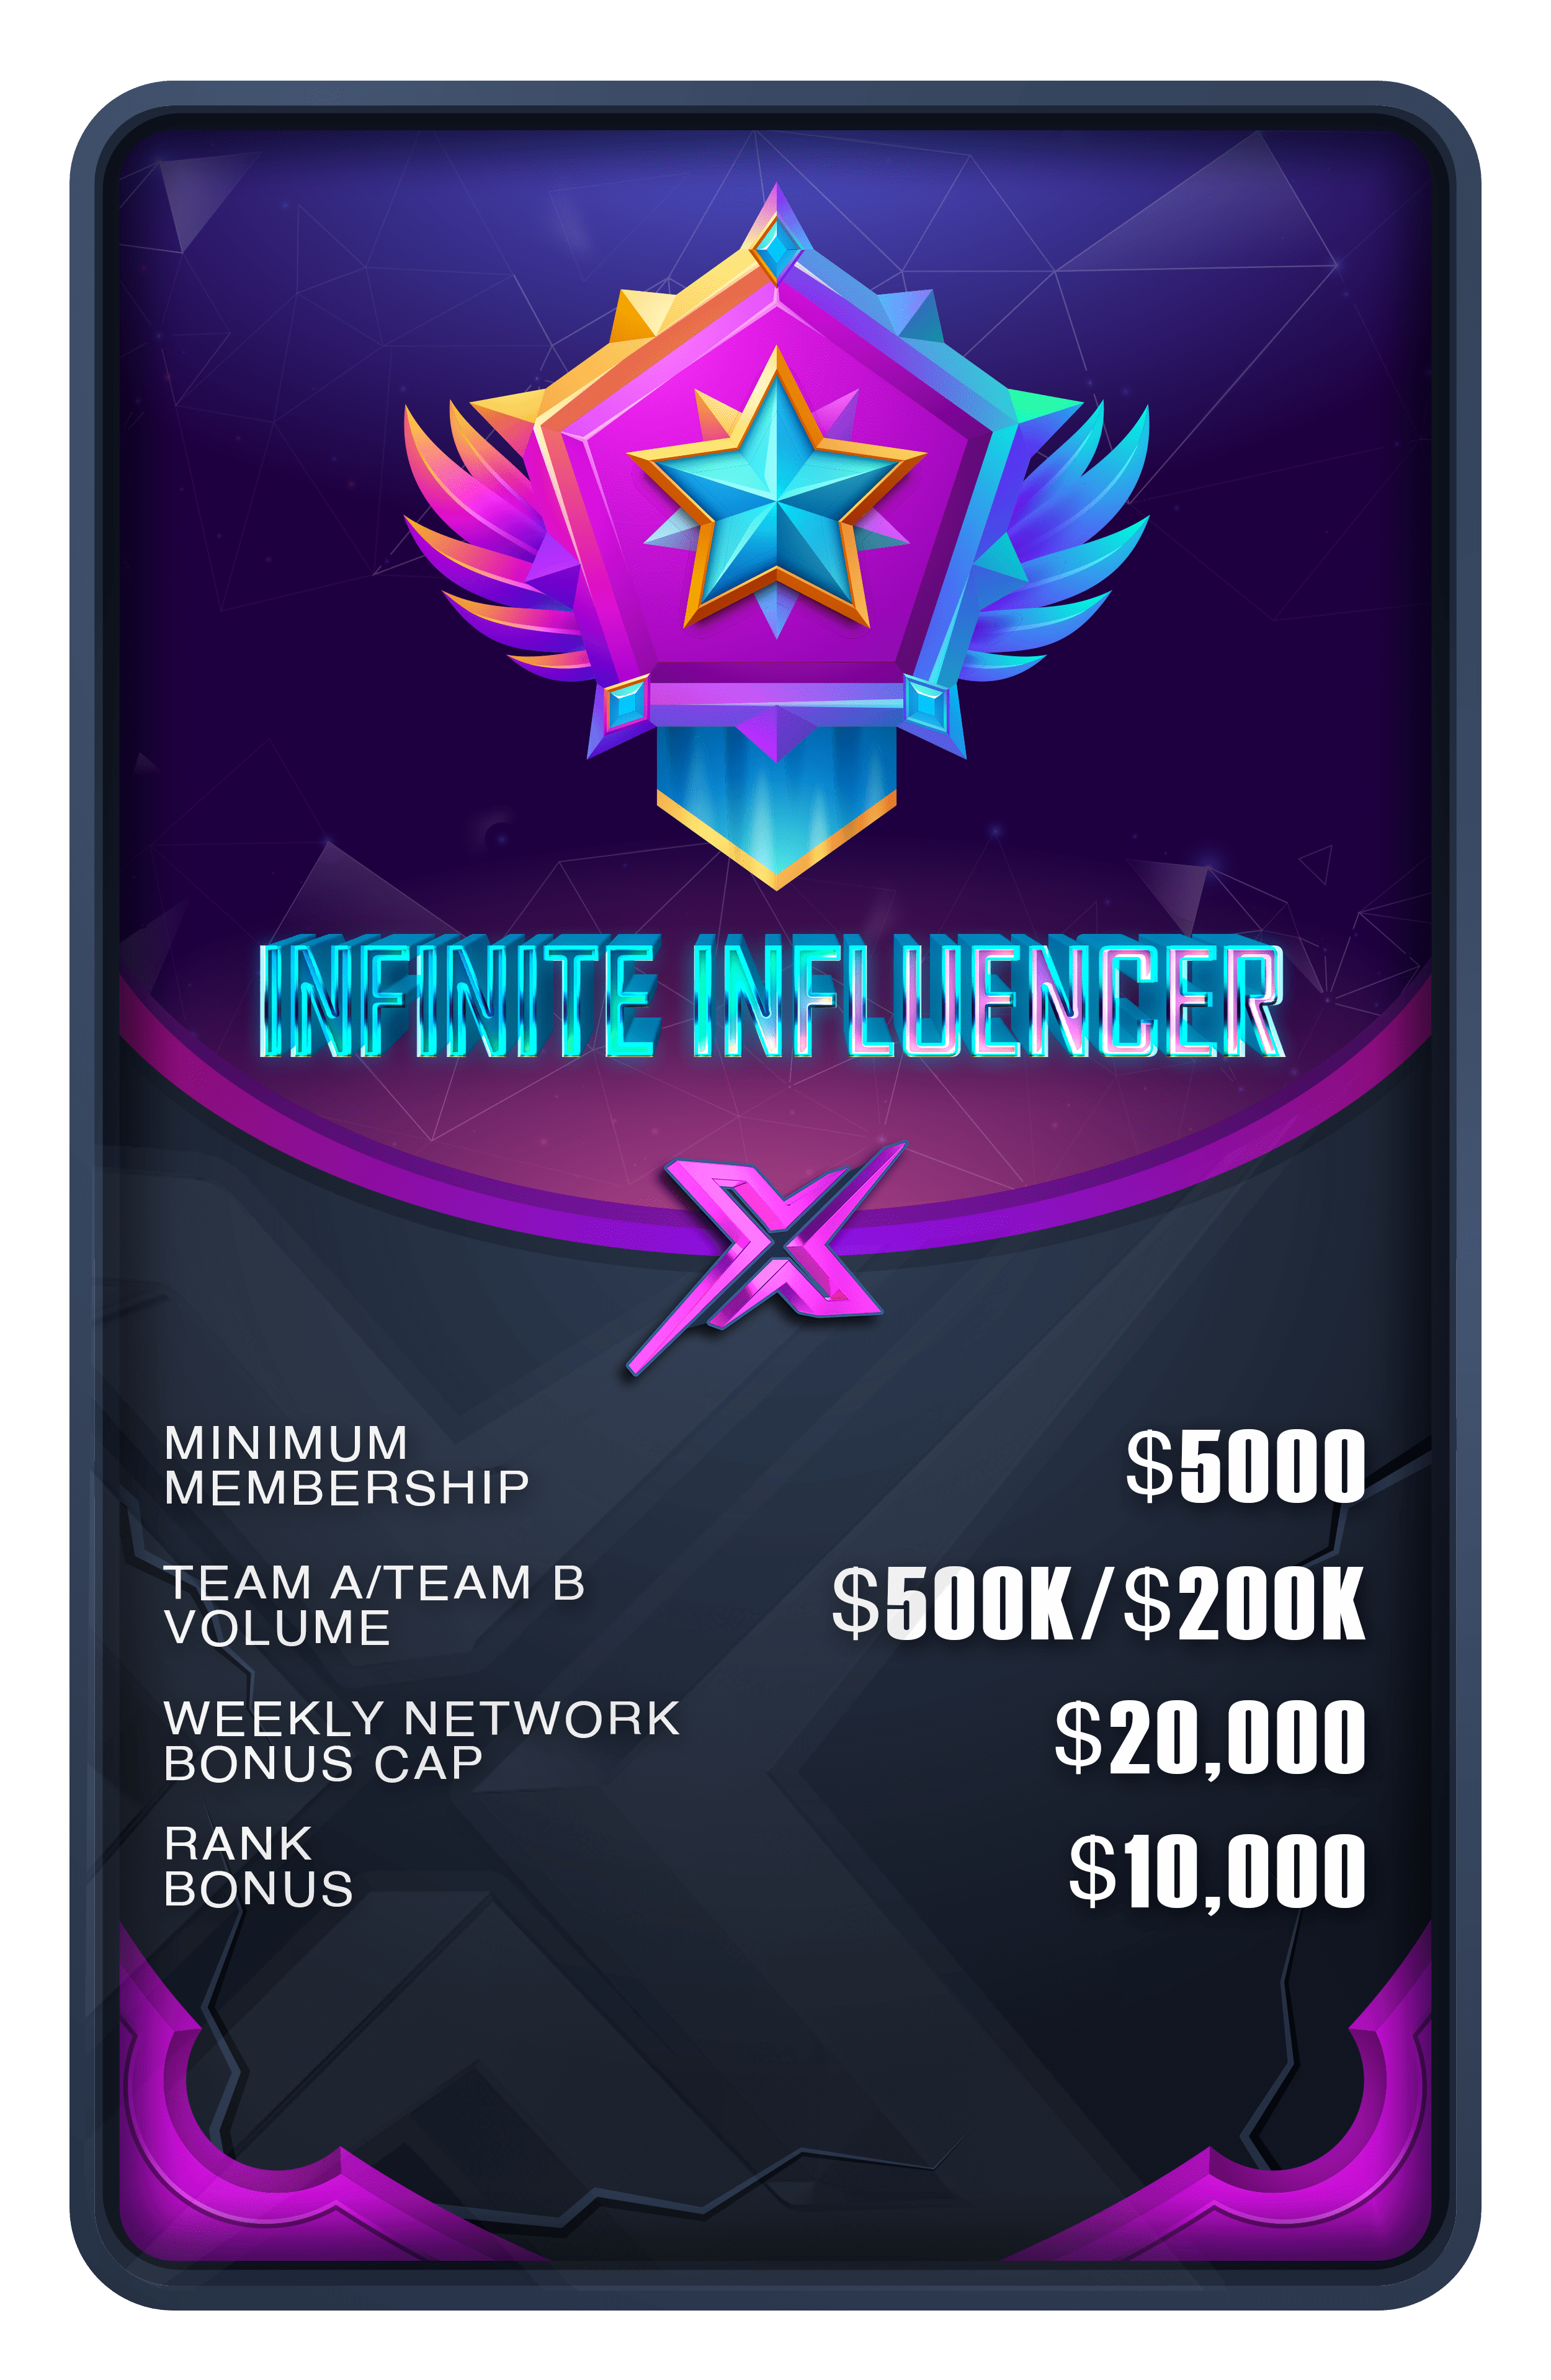 INFINITE INFLUENCER
X
MINIMUM
MEMBERSHIP
$5000
TEAM A/TEAM B
VOLUME
$500K/$200K
WEEKLY NETWORK
BONUS CAP
$20,000
RANK
BONUS
$10,000